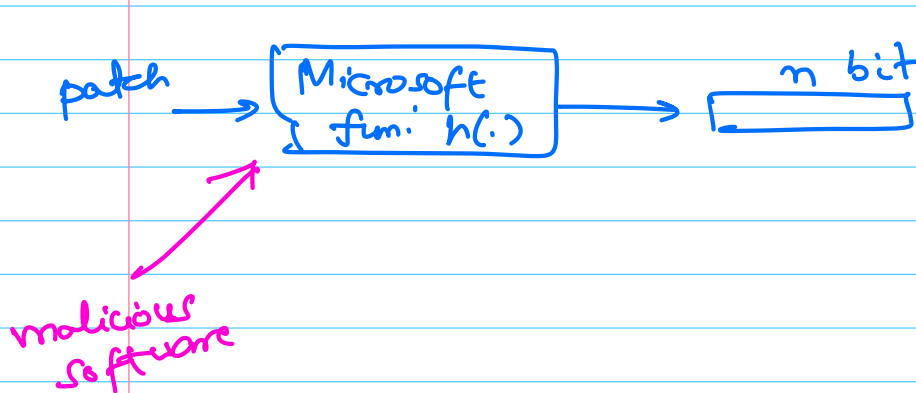 patch
Microsoft
fun. h(.)
n bit
malicious
software